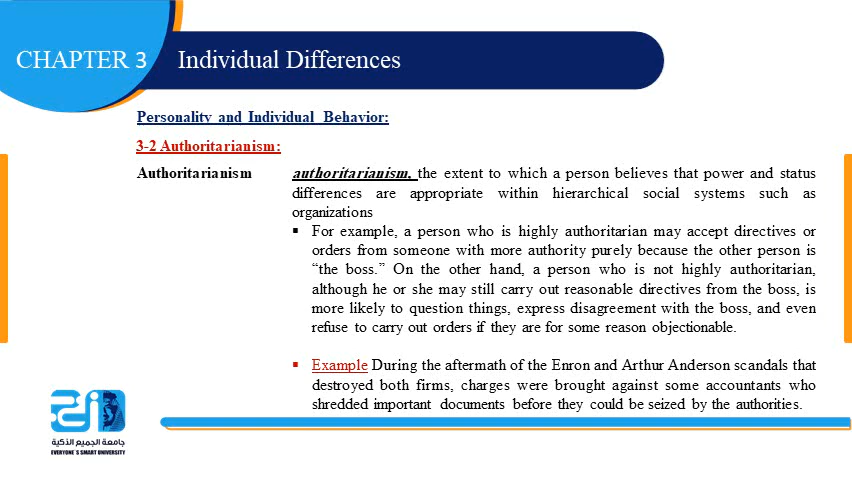 CHAPTER 3 Individual Differences
Personality and Individual Behavior:
3-2 Authoritarianism:
Authoritarianism
authoritarianism, the extent to which a person believes that power and status
differences are appropriate within hierarchical social systems such as
organizations
▪ For example, a person who is highly authoritarian may accept directives or
orders from someone with more authority purely because the other person is
“the boss.” On the other hand, a person who is not highly authoritarian,
although he or she may still carry out reasonable directives from the boss, is
more likely to question things, express disagreement with the boss, and even
refuse to carry out orders if they are for some reason objectionable.
▪ Example During the aftermath of the Enron and Arthur Anderson scandals that
destroyed both firms, charges were brought against some accountants who
shredded important documents before they could be seized by the authorities.
جامعة الجميع الذكية
EVERYONE`S SMART UNIVERSITY